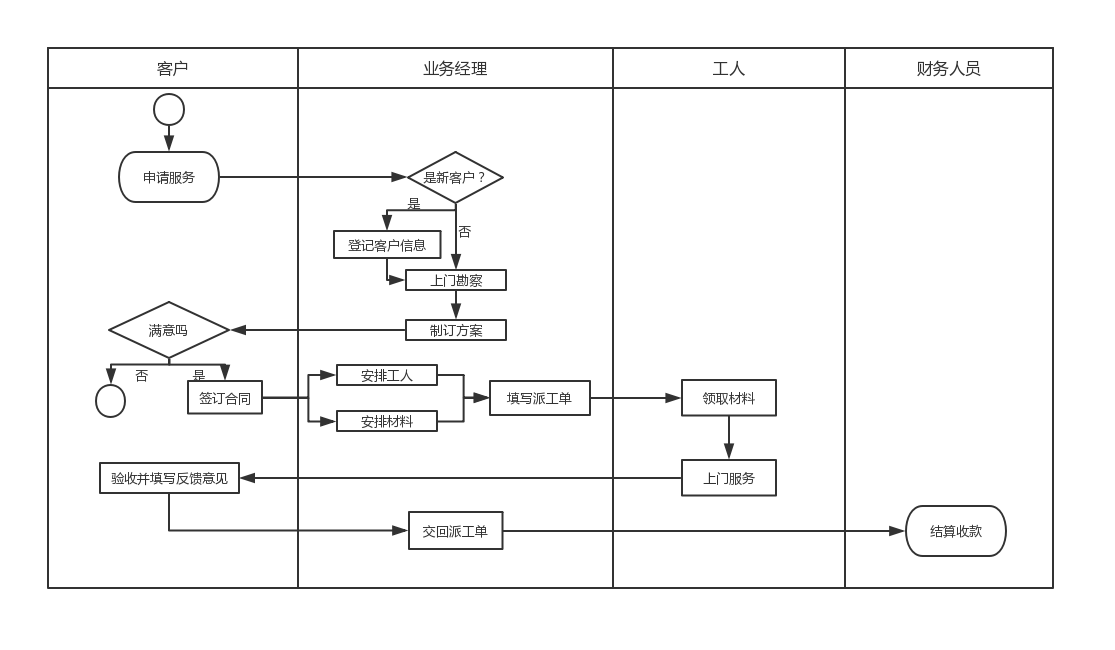 客户
业务经理
工人
财务人员
申请服务
是新客户？
是
否
登记客户信息
上门勘察
制订方案
满意吗
否
是
签订合同
安排工人
安排材料
填写派工单
领取材料
上门服务
验收并填写反馈意见
交回派工单
结算收款